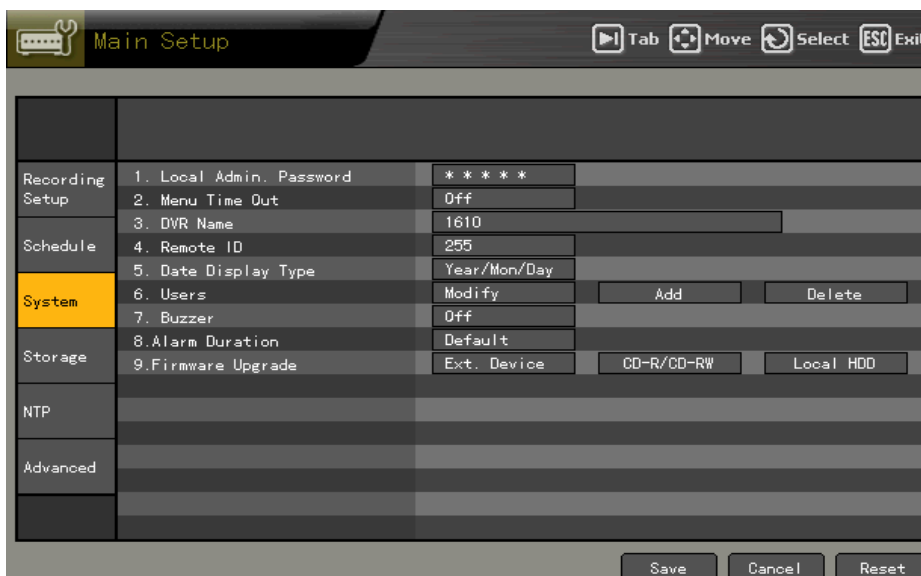 Main Setup
Tab Move Select ESC Exit
Recording Setup
Schedule
System
Storage
NTP
Advanced
1. Local Admin. Password * * * * *
2. Menu Time Out Off
3. DVR Name 1610
4. Remote ID 255
5. Date Display Type Year/Mon/Day
6. Users Modify Add Delete
7. Buzzer Off
8.Alarm Duration Default
9.Firmware Upgrade Ext. Device CD-R/CD-RW Local HDD
Save Cancel Reset